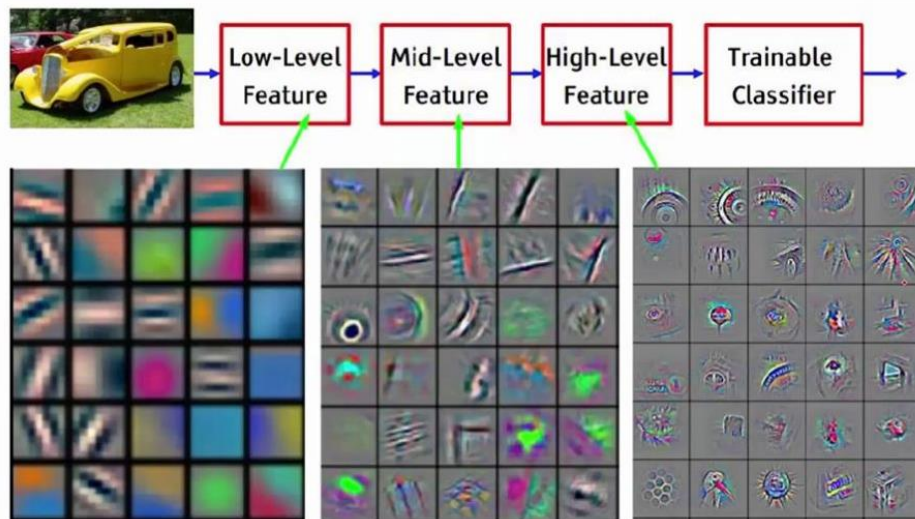 Low-Level
Feature
Mid-Level
Feature
High-Level
Feature
Trainable
Classifier